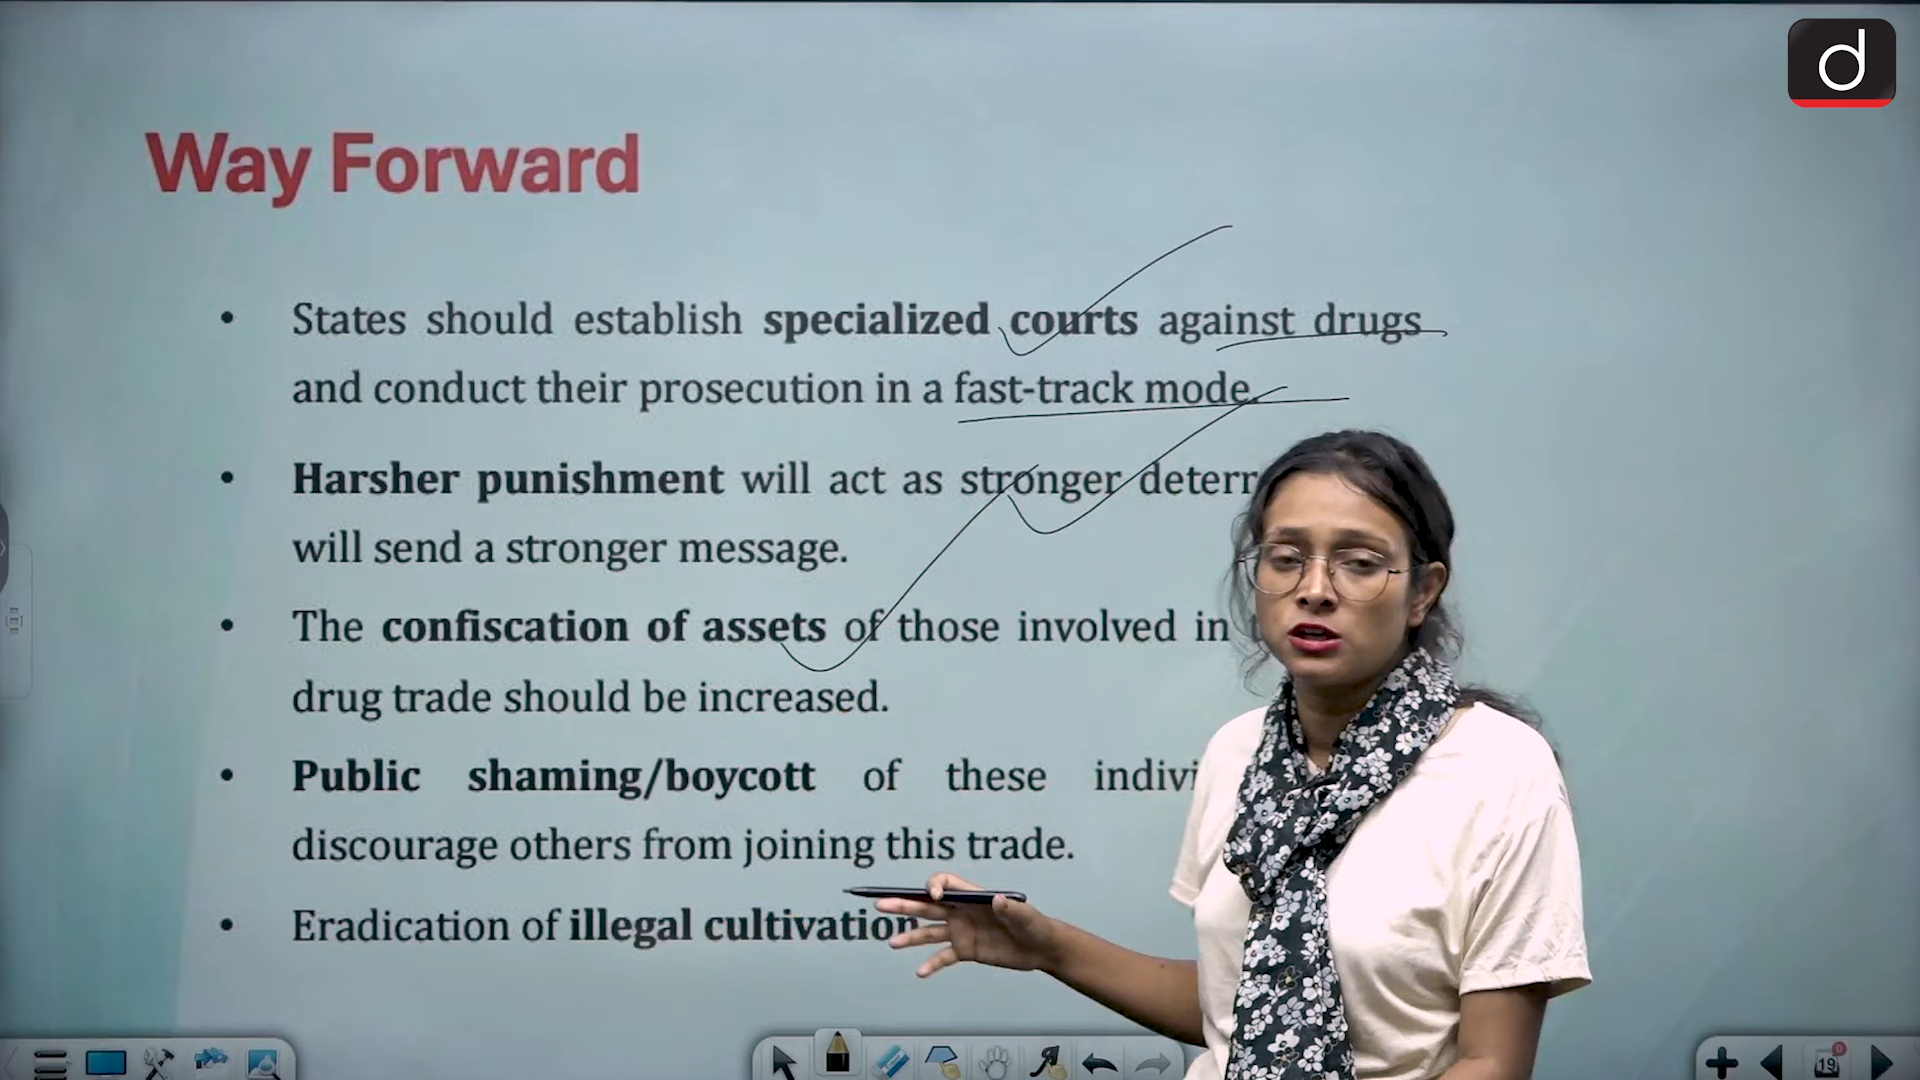 d
Way Forward
• States should establish specialized courts against drugs
and conduct their prosecution in a fast-track mode.
• Harsher punishment will act as stronger deterr
will send a stronger message.
• The confiscation of assets of those involved in
drug trade should be increased.
• Public shaming/boycott of these indivi
discourage others from joining this trade.
• Eradication of illegal cultivation
19